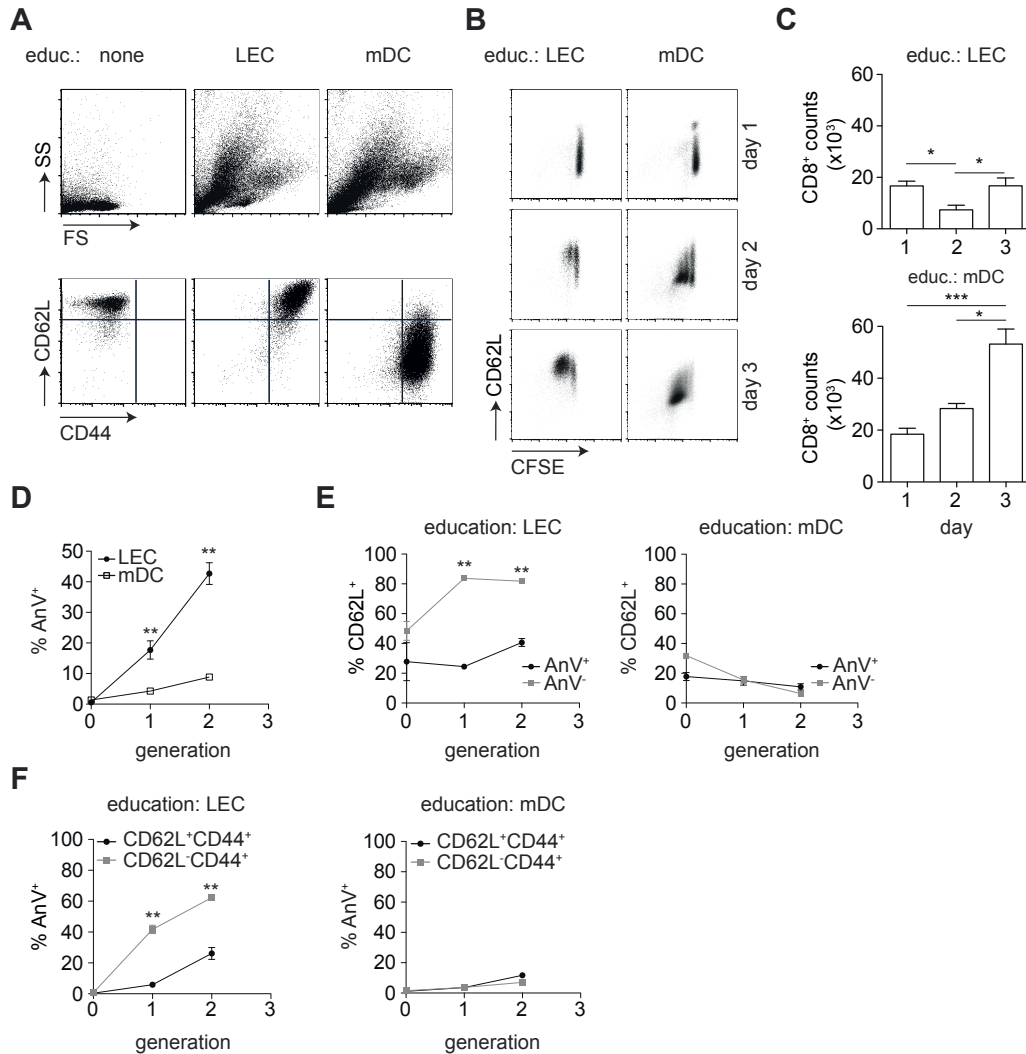 A
educ.: none LEC mDC
SS
FS
CD62L
CD44
B
educ.: LEC mDC
day 1
day 2
day 3
CD62L
CFSE
C
educ.: LEC
CD8⁺ counts
(x10³)
60
40
20
0
* *
1 2 3
educ.: mDC
CD8⁺ counts
(x10³)
60
40
20
0
***
*
1 2 3
day
D
% AnV⁺
50
40
30
20
10
0
LEC
mDC
**
**
0 1 2 3
generation
E
education: LEC
% CD62L⁺
100
80
60
40
20
0
** **
AnV⁺
AnV⁻
0 1 2 3
generation
education: mDC
% CD62L⁺
100
80
60
40
20
0
AnV⁺
AnV⁻
0 1 2 3
generation
F
education: LEC
% AnV⁺
100
80
60
40
20
0
CD62L⁺CD44⁺
CD62L⁻CD44⁺
**
**
0 1 2 3
generation
education: mDC
% AnV⁺
100
80
60
40
20
0
CD62L⁺CD44⁺
CD62L⁻CD44⁺
0 1 2 3
generation